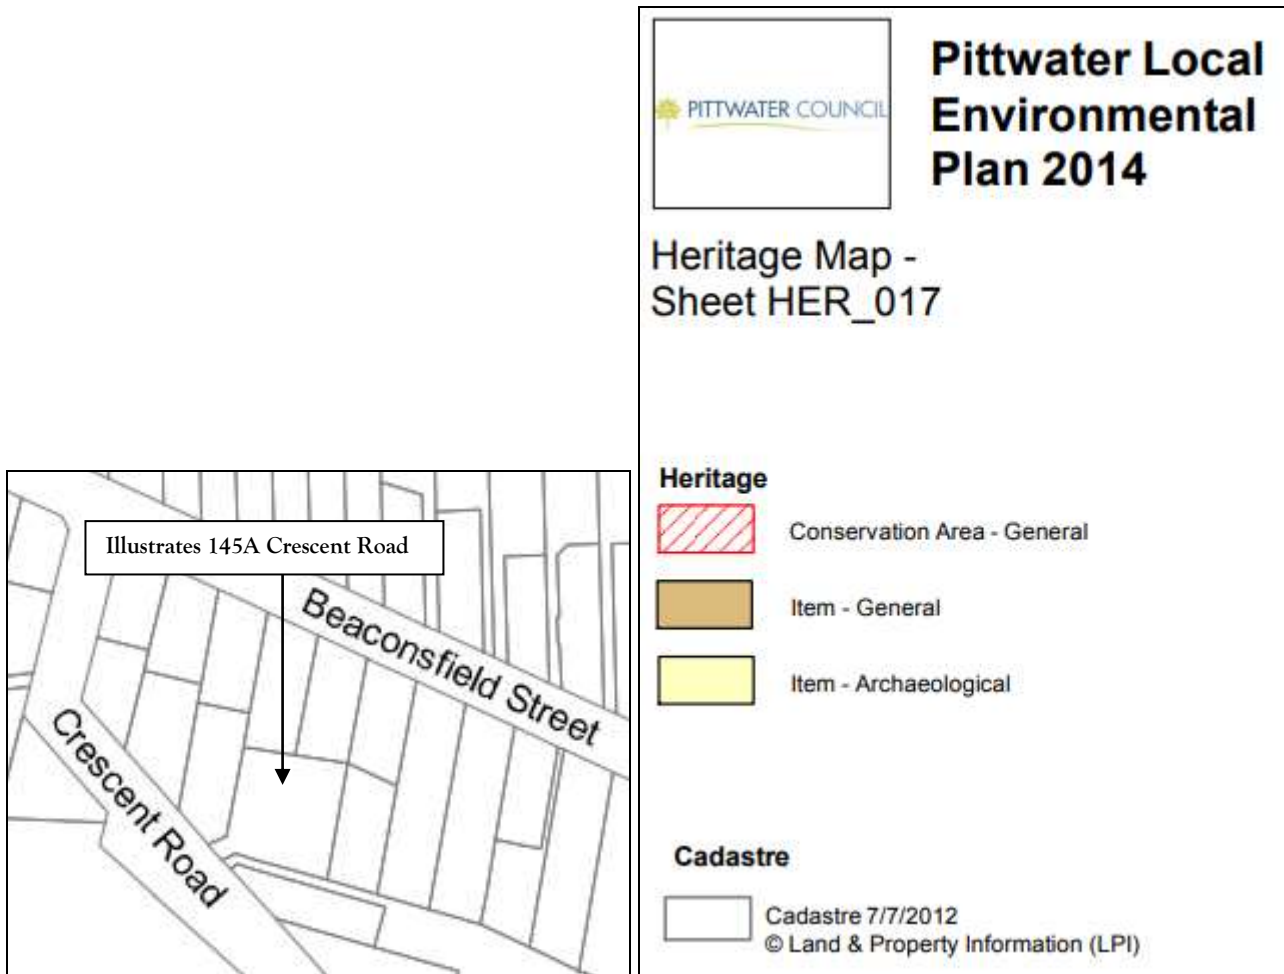 PITTWATER COUNCIL
Pittwater Local
Environmental
Plan 2014
Heritage Map -
Sheet HER_017
Illustrates 145A Crescent Road
Beaconsfield Street
Crescent Road
Heritage
Conservation Area - General
Item - General
Item - Archaeological
Cadastre
Cadastre 7/7/2012
© Land & Property Information (LPI)